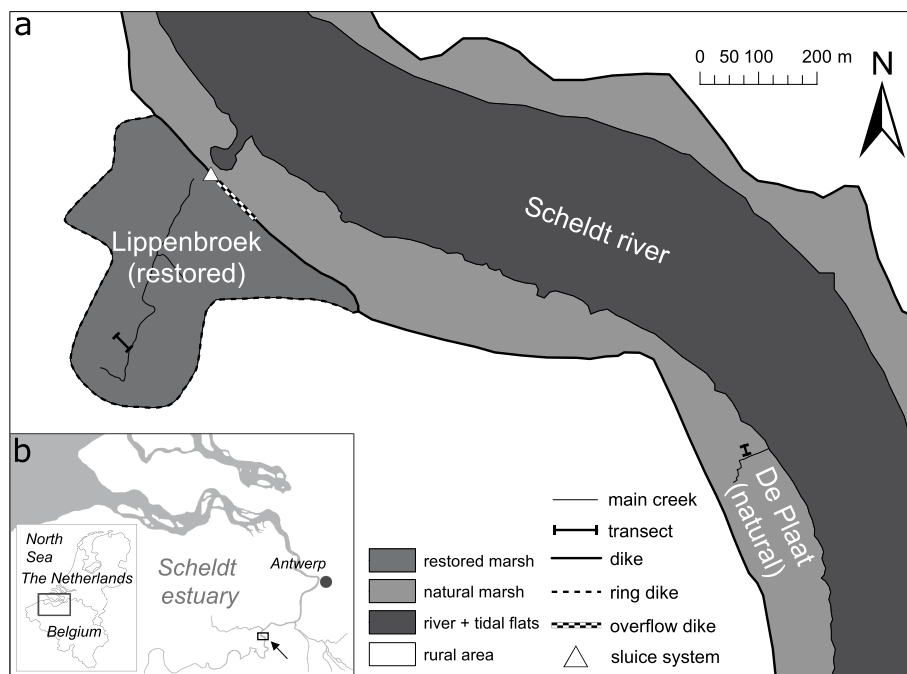 a
0 50 100 200 m
N
Scheldt river
Lippenbroek
(restored)
De Plaat
(natural)
b
North
Sea
The Netherlands
Belgium
Scheldt
estuary
Antwerp
restored marsh
natural marsh
river + tidal flats
rural area
main creek
transect
dike
ring dike
overflow dike
sluice system